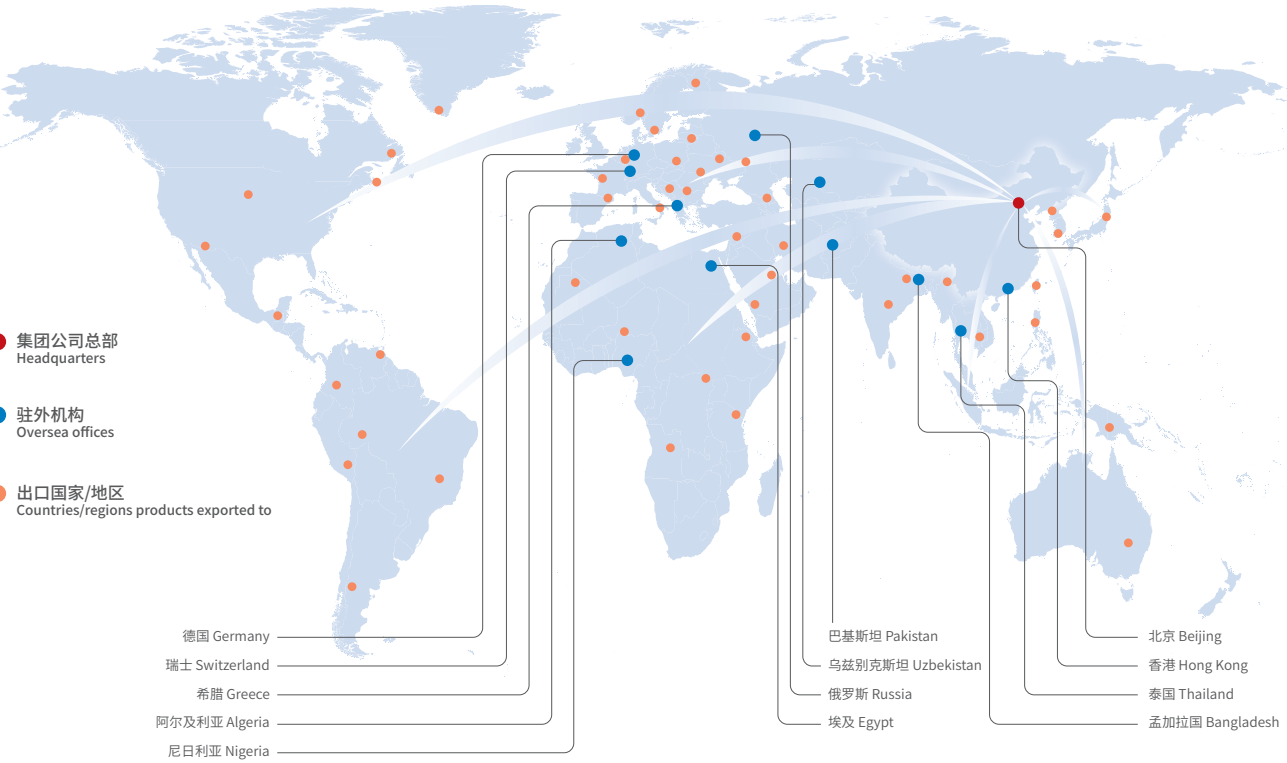 集团公司总部
Headquarters
驻外机构
Oversea offices
出口国家/地区
Countries/regions products exported to
德国 Germany
瑞士 Switzerland
希腊 Greece
阿尔及利亚 Algeria
尼日利亚 Nigeria
巴基斯坦 Pakistan
乌兹别克斯坦 Uzbekistan
俄罗斯 Russia
埃及 Egypt
北京 Beijing
香港 Hong Kong
泰国 Thailand
孟加拉国 Bangladesh